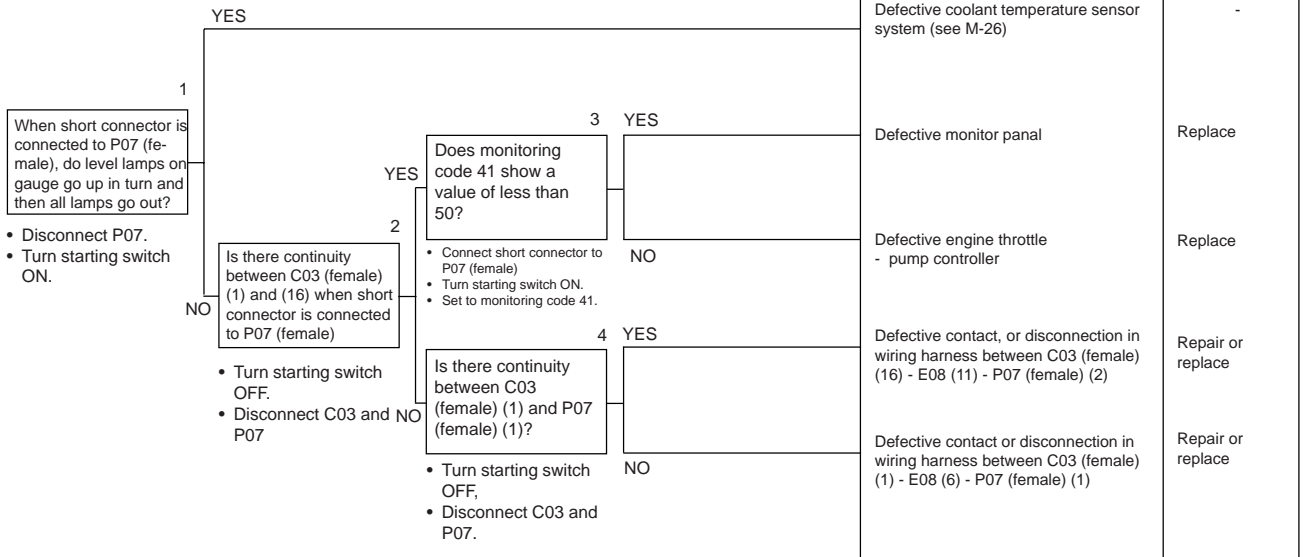 YES
Defective coolant temperature sensor
system (see M-26)
-
1
When short connector is
connected to P07 (fe-
male), do level lamps on
gauge go up in turn and
then all lamps go out?
• Disconnect P07.
• Turn starting switch
ON.
NO
2
Is there continuity
between C03 (female)
(1) and (16) when short
connector is connected
to P07 (female)
• Turn starting switch
OFF.
• Disconnect C03 and
P07
YES
3
Does monitoring
code 41 show a
value of less than
50?
• Connect short connector to
P07 (female)
• Turn starting switch ON.
• Set to monitoring code 41.
YES
Defective monitor panal
Replace
NO
Defective engine throttle
- pump controller
Replace
NO
4
Is there continuity
between C03
(female) (1) and P07
(female) (1)?
• Turn starting switch
OFF,
• Disconnect C03 and
P07.
YES
Defective contact, or disconnection in
wiring harness between C03 (female)
(16) - E08 (11) - P07 (female) (2)
Repair or
replace
NO
Defective contact or disconnection in
wiring harness between C03 (female)
(1) - E08 (6) - P07 (female) (1)
Repair or
replace